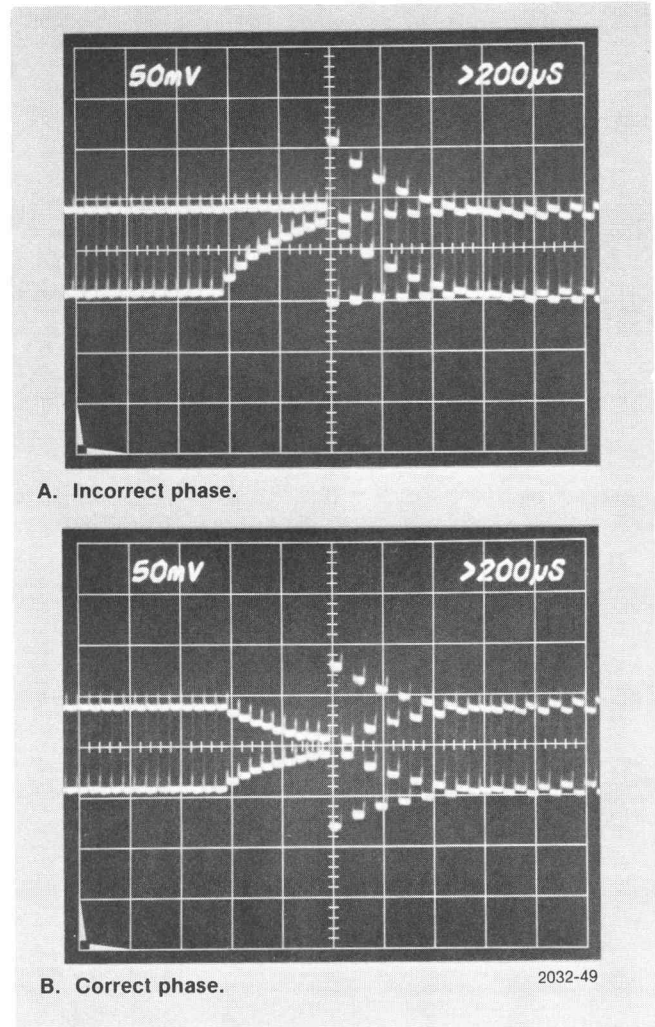 50mV >200µS
A. Incorrect phase.
50mV >200µS
B. Correct phase.
2032-49